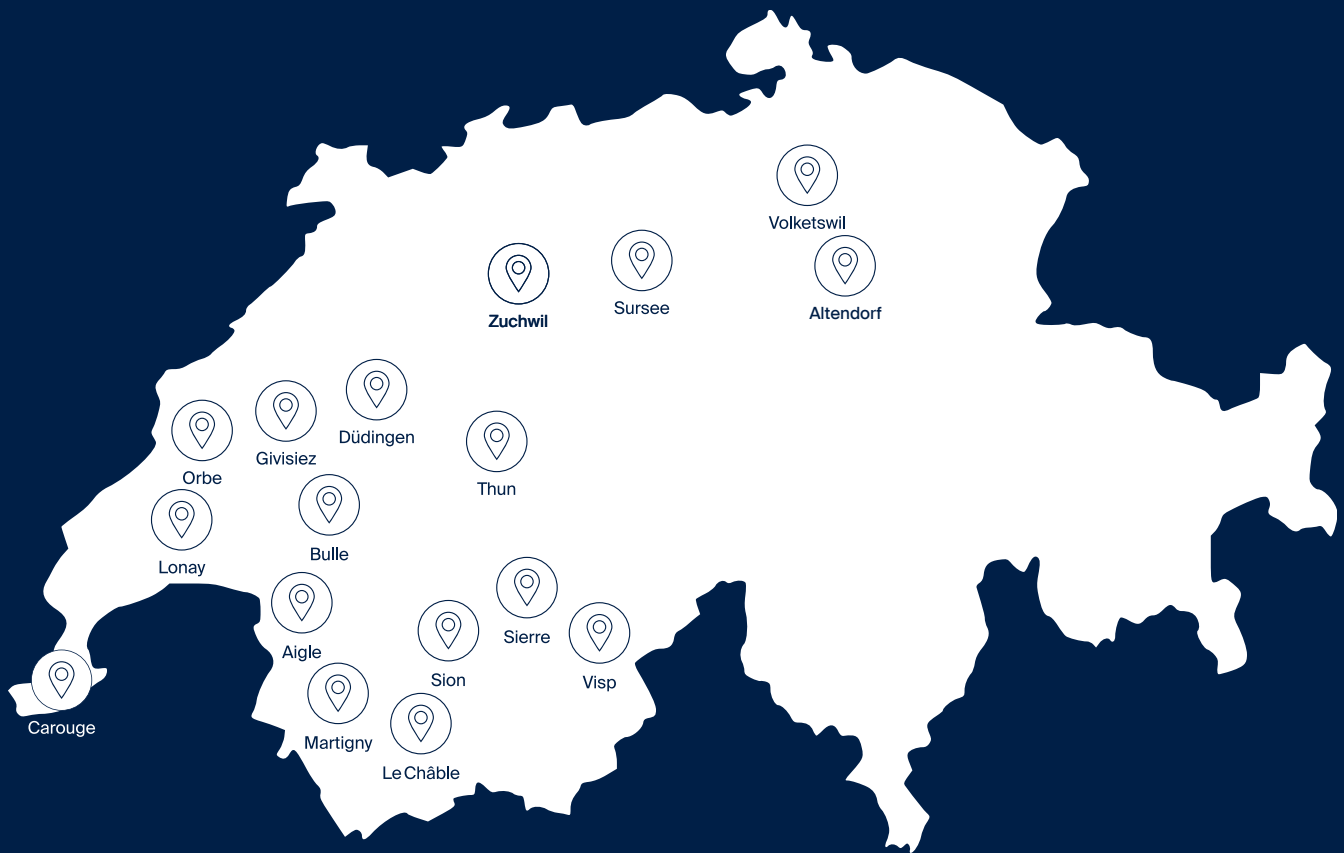 Volketswil
Sursee
Altendorf
Zuchwil
Düdingen
Givisiez
Orbe
Thun
Bulle
Lonay
Sierre
Aigle
Sion
Visp
Carouge
Martigny
Le Châble